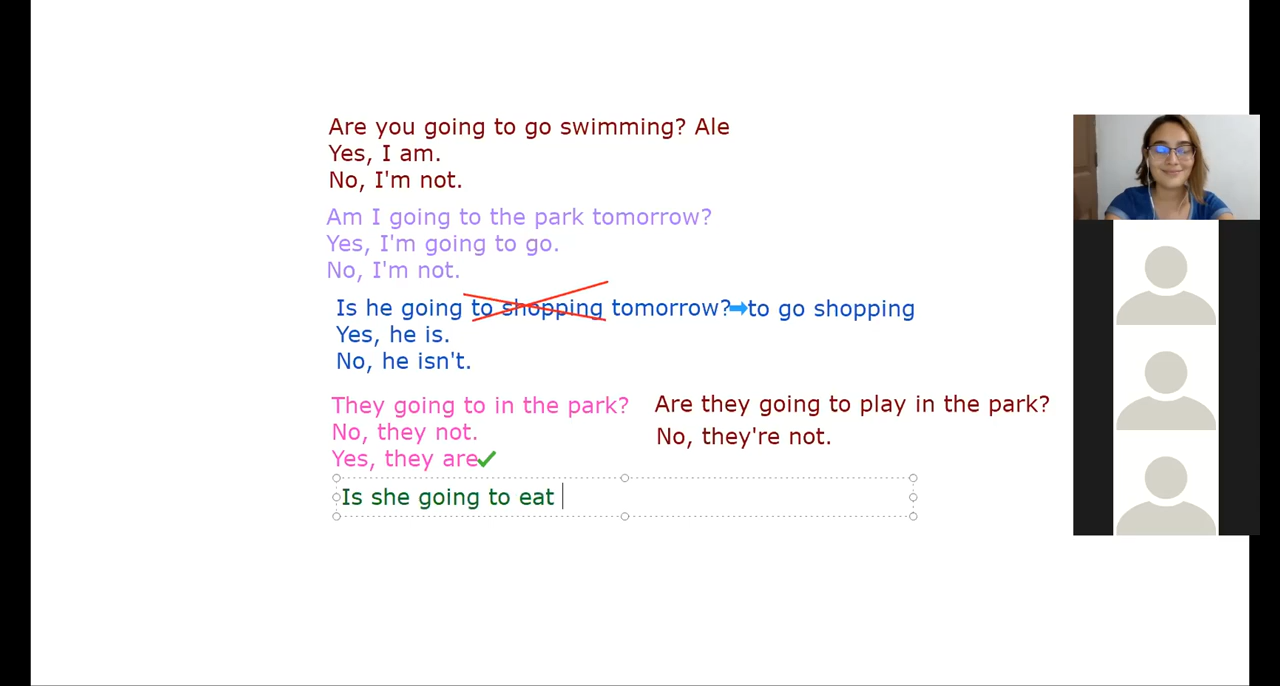 Are you going to go swimming? Ale
Yes, I am.
No, I'm not.
Am I going to the park tomorrow?
Yes, I'm going to go.
No, I'm not.
Is he going to shopping tomorrow? to go shopping
Yes, he is.
No, he isn't.
They going to in the park?
No, they not.
Yes, they are
Are they going to play in the park?
No, they're not.
Is she going to eat